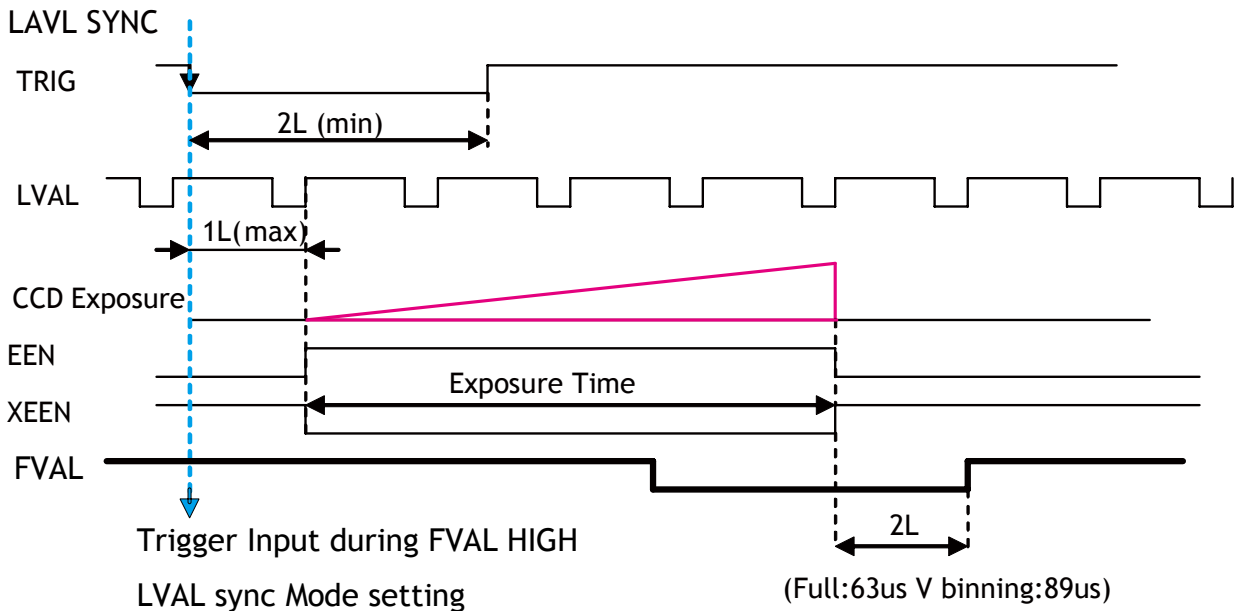 LAVL SYNC
TRIG
2L (min)
LVAL
1L(max)
CCD Exposure
EEN
Exposure Time
XEEN
FVAL
2L
Trigger Input during FVAL HIGH
LVAL sync Mode setting
(Full:63us V binning:89us)